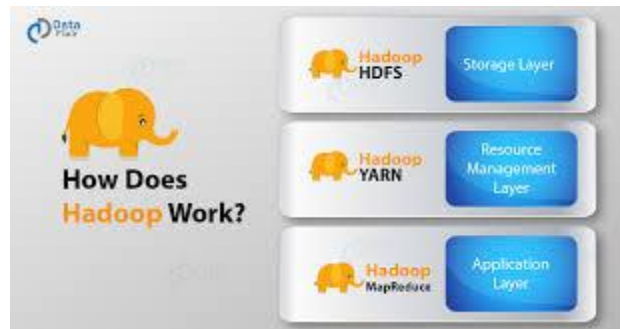 Data
Flair
How Does
Hadoop Work?
Hadoop
HDFS
Storage Layer
Hadoop
YARN
Resource
Management
Layer
Hadoop
MapReduce
Application
Layer